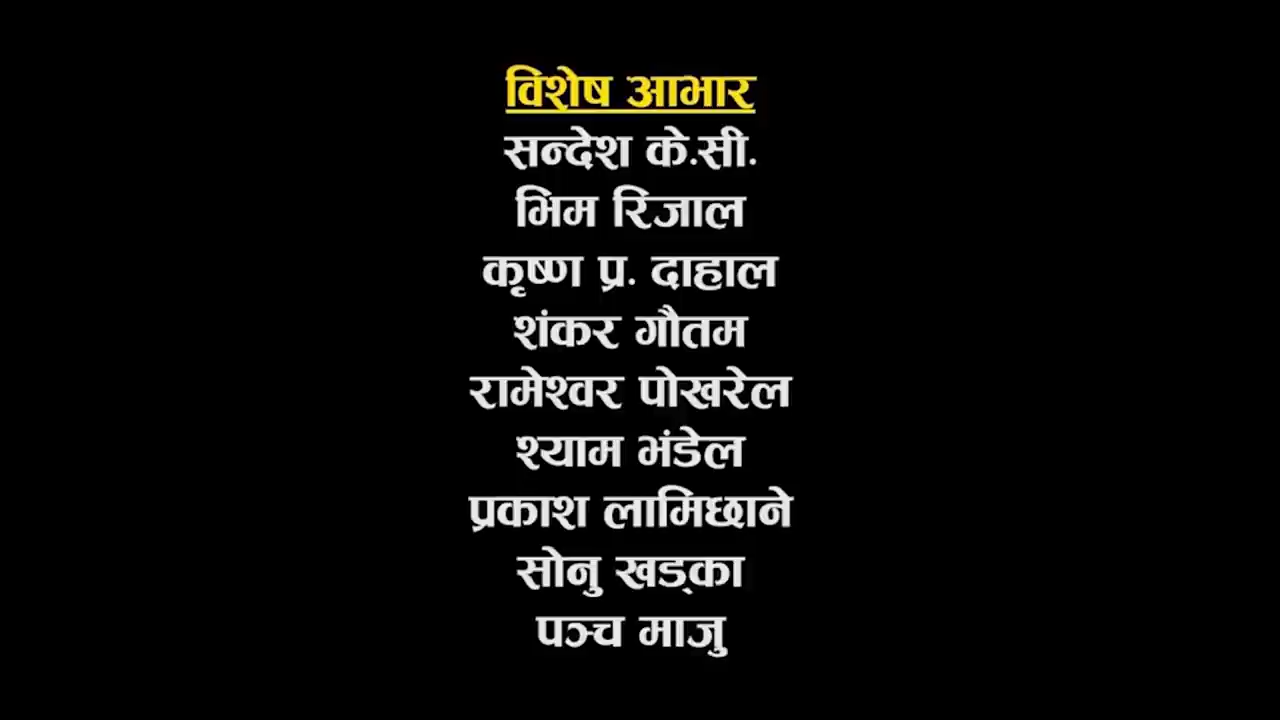 विशेष आभार
सन्देश के.सी.
भिम रिजाल
कृष्ण प्र. दाहाल
शंकर गौतम
रामेश्वर पोखरेल
श्याम भंडेल
प्रकाश लामिछाने
सोनु खड्का
पञ्च माजु